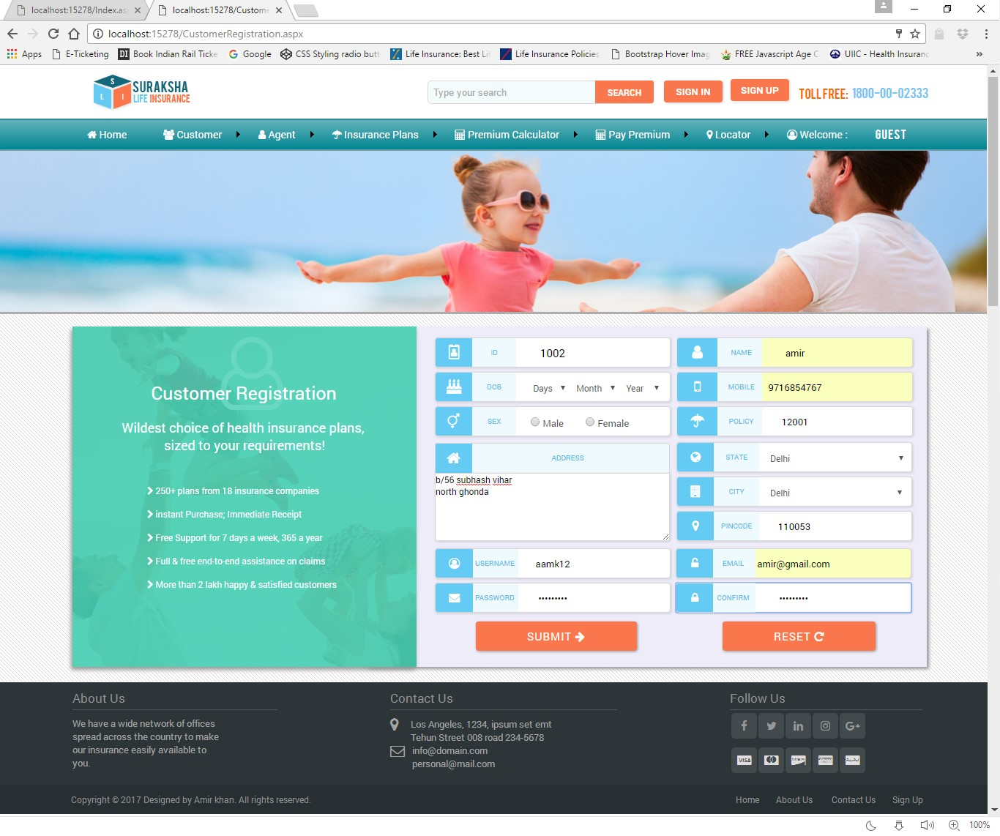 localhost:15278/Index.as
localhost:15278/Custome
localhost:15278/CustomerRegistration.aspx
Apps
E-Ticketing
Book Indian Rail Ticke
Google
CSS Styling radio butt
Life Insurance: Best Lif
Life Insurance Policies
Bootstrap Hover Imag
FREE Javascript Age C
UIIC - Health Insuranc
»
S
L I
SURAKSHA
LIFE INSURANCE
Type your search
SEARCH
SIGN IN
SIGN UP
TOLL FREE: 1800-00-02333
Home
Customer
Agent
Insurance Plans
Premium Calculator
Pay Premium
Locator
Welcome :
GUEST
Customer Registration
Wildest choice of health insurance plans,
sized to your requirements!
250+ plans from 18 insurance companies
instant Purchase; Immediate Receipt
Free Support for 7 days a week, 365 a year
Full & free end-to-end assistance on claims
More than 2 lakh happy & satisfied customers
ID 1002
NAME amir
DOB Days Month Year
MOBILE 9716854767
SEX Male Female
POLICY 12001
ADDRESS
b/56 subhash vihar
north ghonda
STATE Delhi
CITY Delhi
PINCODE 110053
USERNAME aamk12
EMAIL amir@gmail.com
PASSWORD •••••••••
CONFIRM •••••••••
SUBMIT
RESET
About Us
We have a wide network of offices
spread across the country to make
our insurance easily available to
you.
Contact Us
Los Angeles, 1234, ipsum set emt
Tehun Street 008 road 234-5678
info@domain.com
personal@mail.com
Follow Us
f in G+
VISA DISCOVER PayPal
Copyright © 2017 Designed by Amir khan. All rights reserved.
Home
About Us
Contact Us
Sign Up
100%